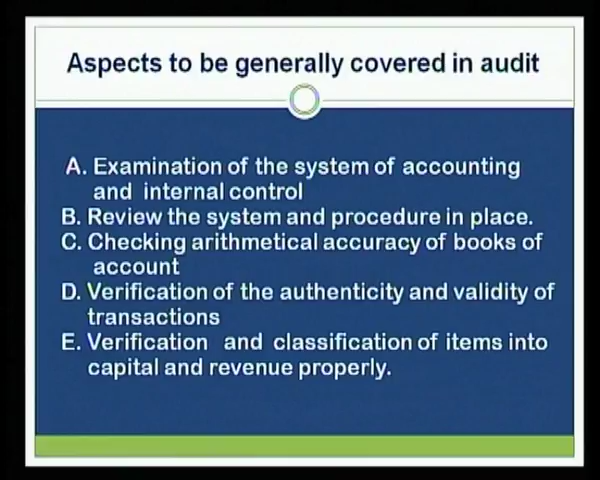 Aspects to be generally covered in audit
A. Examination of the system of accounting
and internal control
B. Review the system and procedure in place.
C. Checking arithmetical accuracy of books of
account
D. Verification of the authenticity and validity of
transactions
E. Verification and classification of items into
capital and revenue properly.